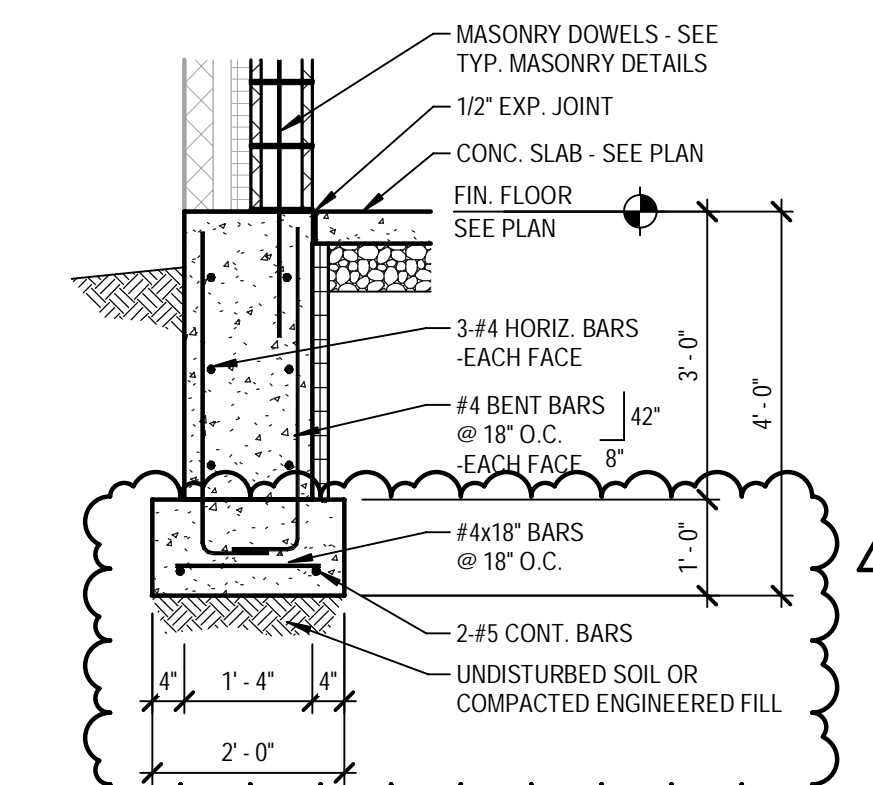 MASONRY DOWELS - SEE
TYP. MASONRY DETAILS
1/2" EXP. JOINT
CONC. SLAB - SEE PLAN
FIN. FLOOR
SEE PLAN
3-#4 HORIZ. BARS
-EACH FACE
#4 BENT BARS
@ 18" O.C.
-EACH FACE
42"
8"
3' - 0"
4' - 0"
#4x18" BARS
@ 18" O.C.
1' - 0"
2-#5 CONT. BARS
UNDISTURBED SOIL OR
COMPACTED ENGINEERED FILL
4"
1' - 4"
4"
2' - 0"